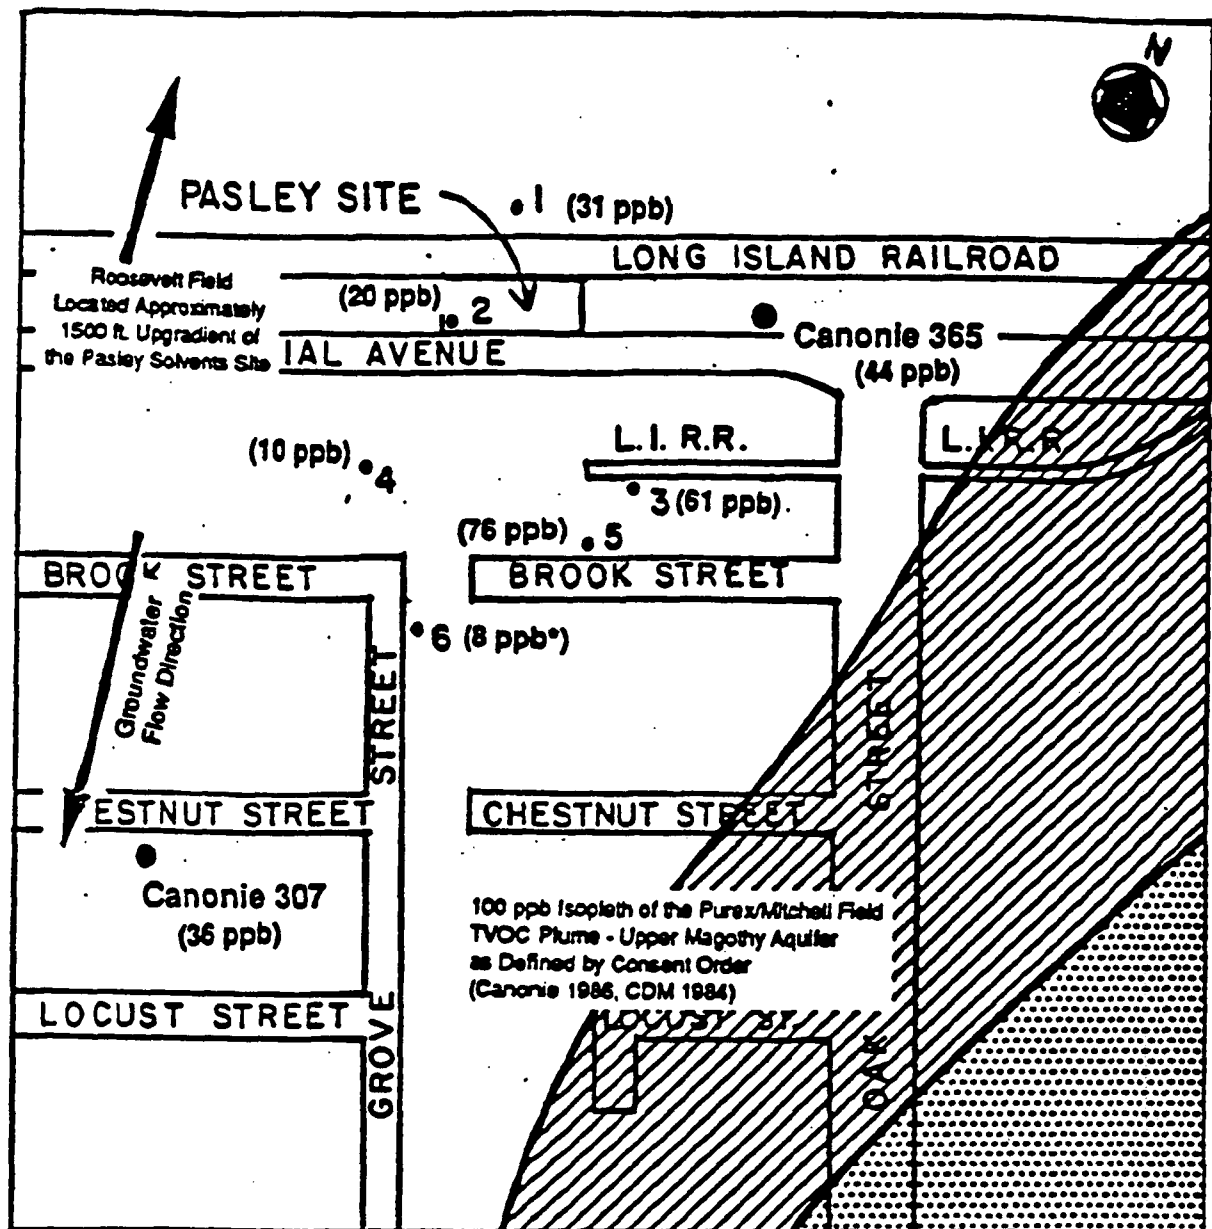 N
PASLEY SITE
1 (31 ppb)
LONG ISLAND RAILROAD
Roosevelt Field
Located Approximately
1500 ft. Upgradient of
the Pasley Solvents Site
(20 ppb)
2
IAL AVENUE
Canonie 365
(44 ppb)
L.I.R.R.
L.I.R.R
(10 ppb)
4
3 (61 ppb).
(76 ppb)
5
BROOK STREET
BROOK STREET
Groundwater
Flow Direction
6 (8 ppb*)
STREET
STREET
ESTNUT STREET
CHESTNUT STREET
Canonie 307
(36 ppb)
100 ppb Isopleth of the Purex/Mitchell Field
TVOC Plume - Upper Magothy Aquifer
as Defined by Consent Order
(Canonie 1986, CDM 1984)
LOCUST STREET
LOCUST ST.
GROVE
OAK